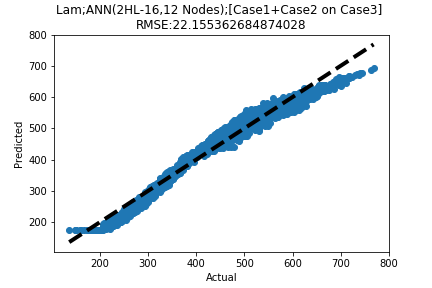 Lam;ANN(2HL-16,12 Nodes);[Case1+Case2 on Case3]
RMSE:22.155362684874028
800
700
600
500
400
300
200
Predicted
200 300 400 500 600 700 800
Actual